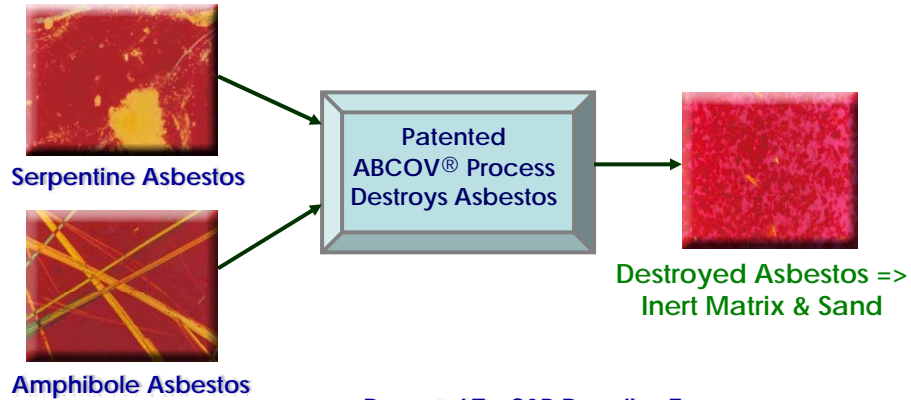 Serpentine Asbestos
Patented
ABCOV® Process
Destroys Asbestos
Destroyed Asbestos =>
Inert Matrix & Sand
Amphibole Asbestos